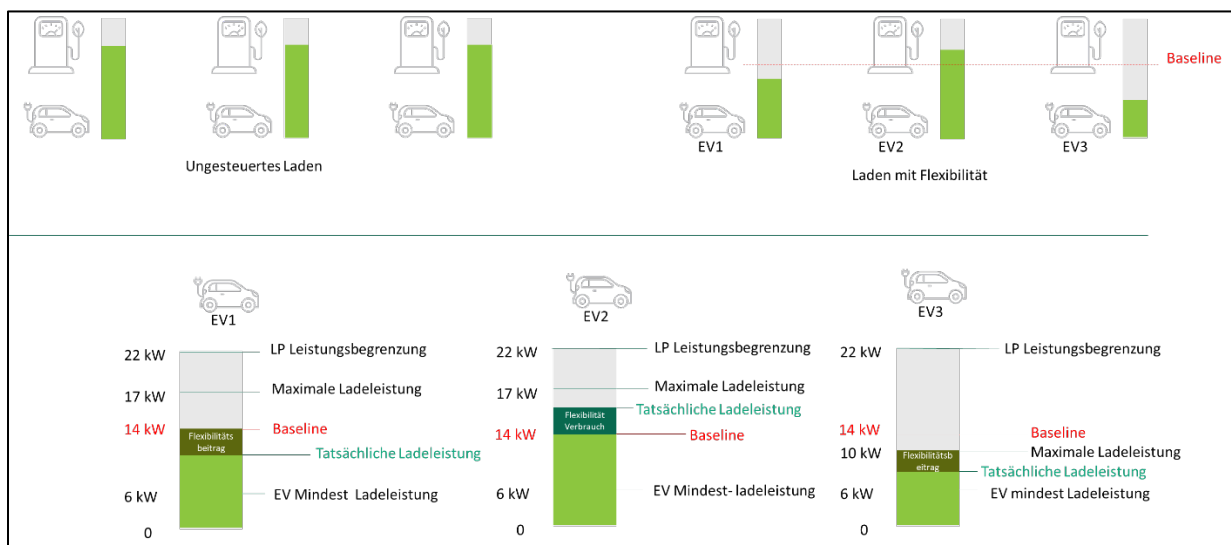 Baseline
EV1
EV2
EV3
Ungesteuertes Laden
Laden mit Flexibilität
EV1
22 kW
LP Leistungsbegrenzung
17 kW
Maximale Ladeleistung
14 kW
Baseline
Flexibilitäts
beitrag
Tatsächliche Ladeleistung
6 kW
EV Mindest Ladeleistung
0
EV2
22 kW
LP Leistungsbegrenzung
17 kW
Maximale Ladeleistung
Tatsächliche Ladeleistung
Flexibilität
Verbrauch
14 kW
Baseline
6 kW
EV Mindest- ladeleistung
0
EV3
22 kW
LP Leistungsbegrenzung
14 kW
Baseline
10 kW
Maximale Ladeleistung
Flexibilitätsb
eitrag
Tatsächliche Ladeleistung
6 kW
EV mindest Ladeleistung
0